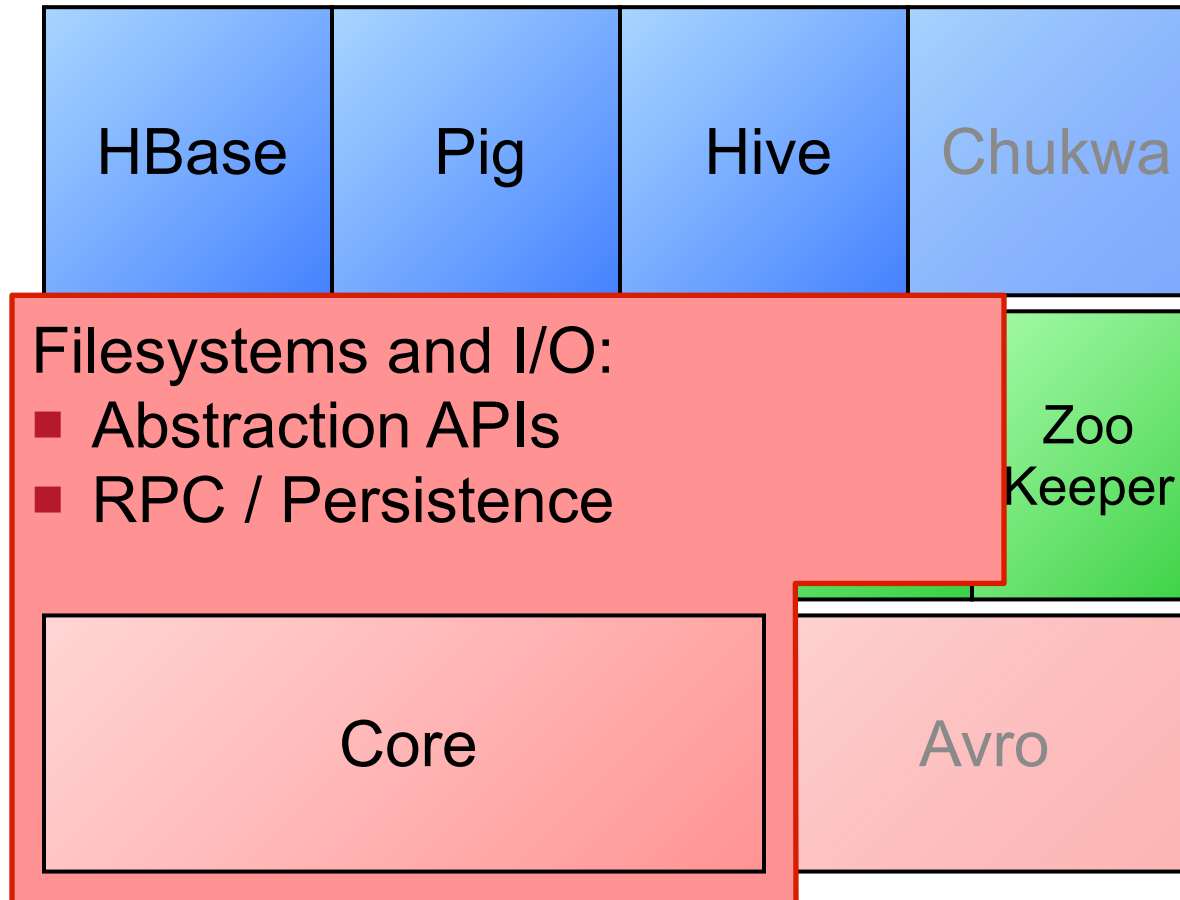 HBase Pig Hive Chukwa
Filesystems and I/O:
■ Abstraction APIs
■ RPC / Persistence
Zoo
Keeper
Core Avro